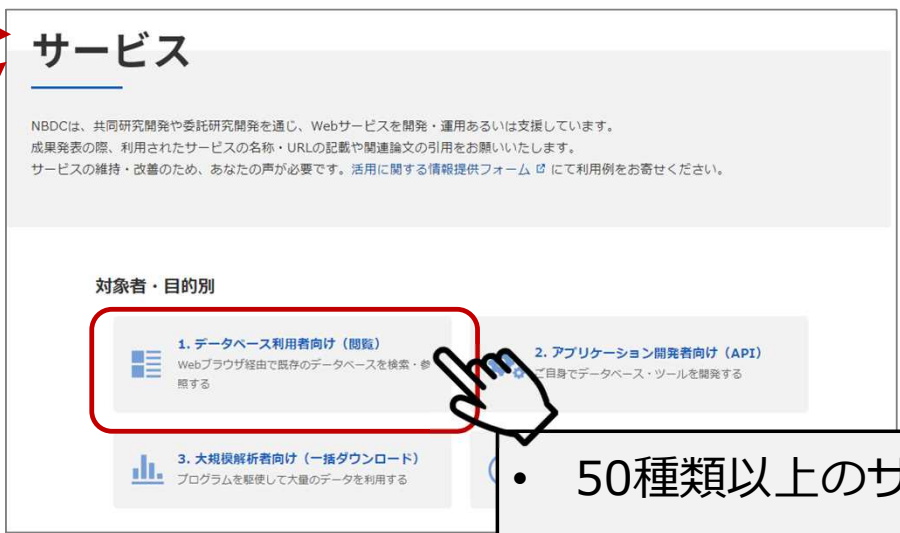 サービス
NBDCは、共同研究開発や委託研究開発を通じ、Webサービスを開発・運用あるいは支援しています。
成果発表の際、利用されたサービスの名称・URLの記載や関連論文の引用をお願いいたします。
サービスの維持・改善のため、あなたの声が必要です。活用に関する情報提供フォーム にて利用例をお寄せください。
対象者・目的別
1. データベース利用者向け（閲覧）
Webブラウザ経由で既存のデータベースを検索・参
照する
2. アプリケーション開発者向け（API）
ご自身でデータベース・ツールを開発する
3. 大規模解析者向け（一括ダウンロード）
プログラムを駆使して大量のデータを利用する
• 50種類以上のサ